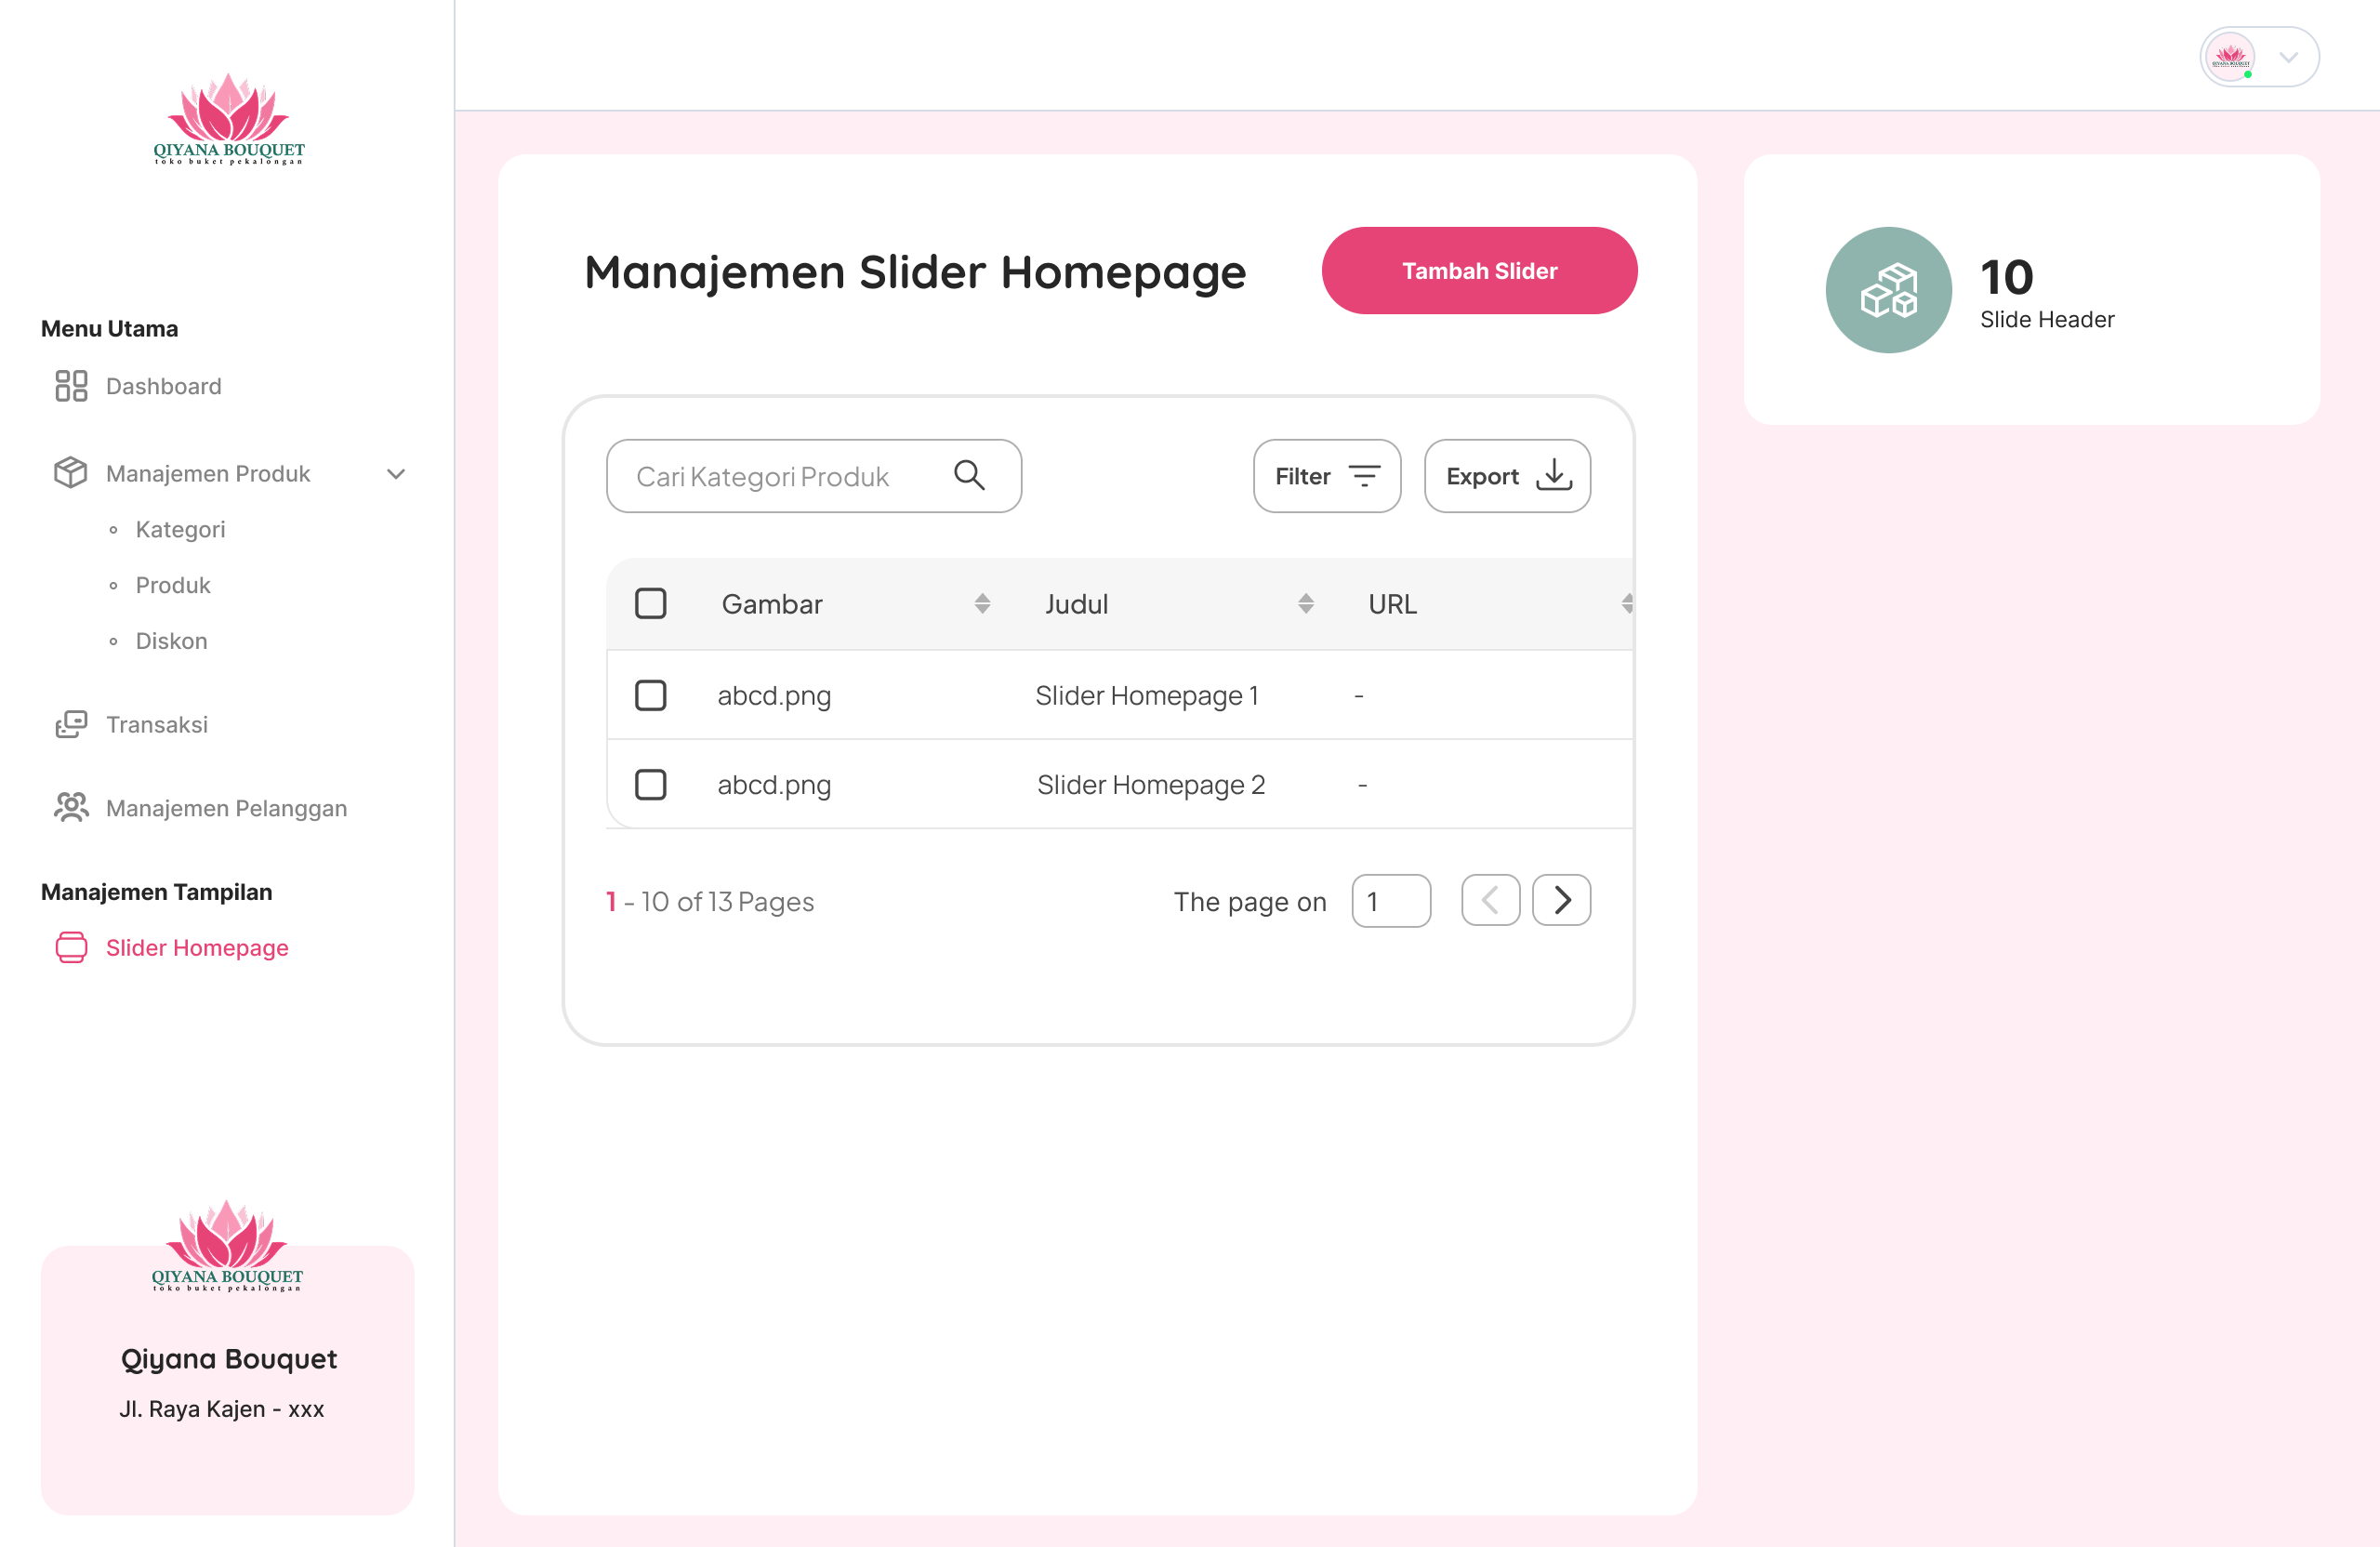 QIYANA BOUQUET
toko buket pekalongan
Menu Utama
Dashboard
Manajemen Produk
Kategori
Produk
Diskon
Transaksi
Manajemen Pelanggan
Manajemen Tampilan
Slider Homepage
QIYANA BOUQUET
toko buket pekalongan
Qiyana Bouquet
Jl. Raya Kajen - xxx
QIYANA BOUQUET
Manajemen Slider Homepage
Tambah Slider
Cari Kategori Produk
Filter
Export
Gambar Judul URL
abcd.png Slider Homepage 1 -
abcd.png Slider Homepage 2 -
1 - 10 of 13 Pages
The page on 1
10
Slide Header